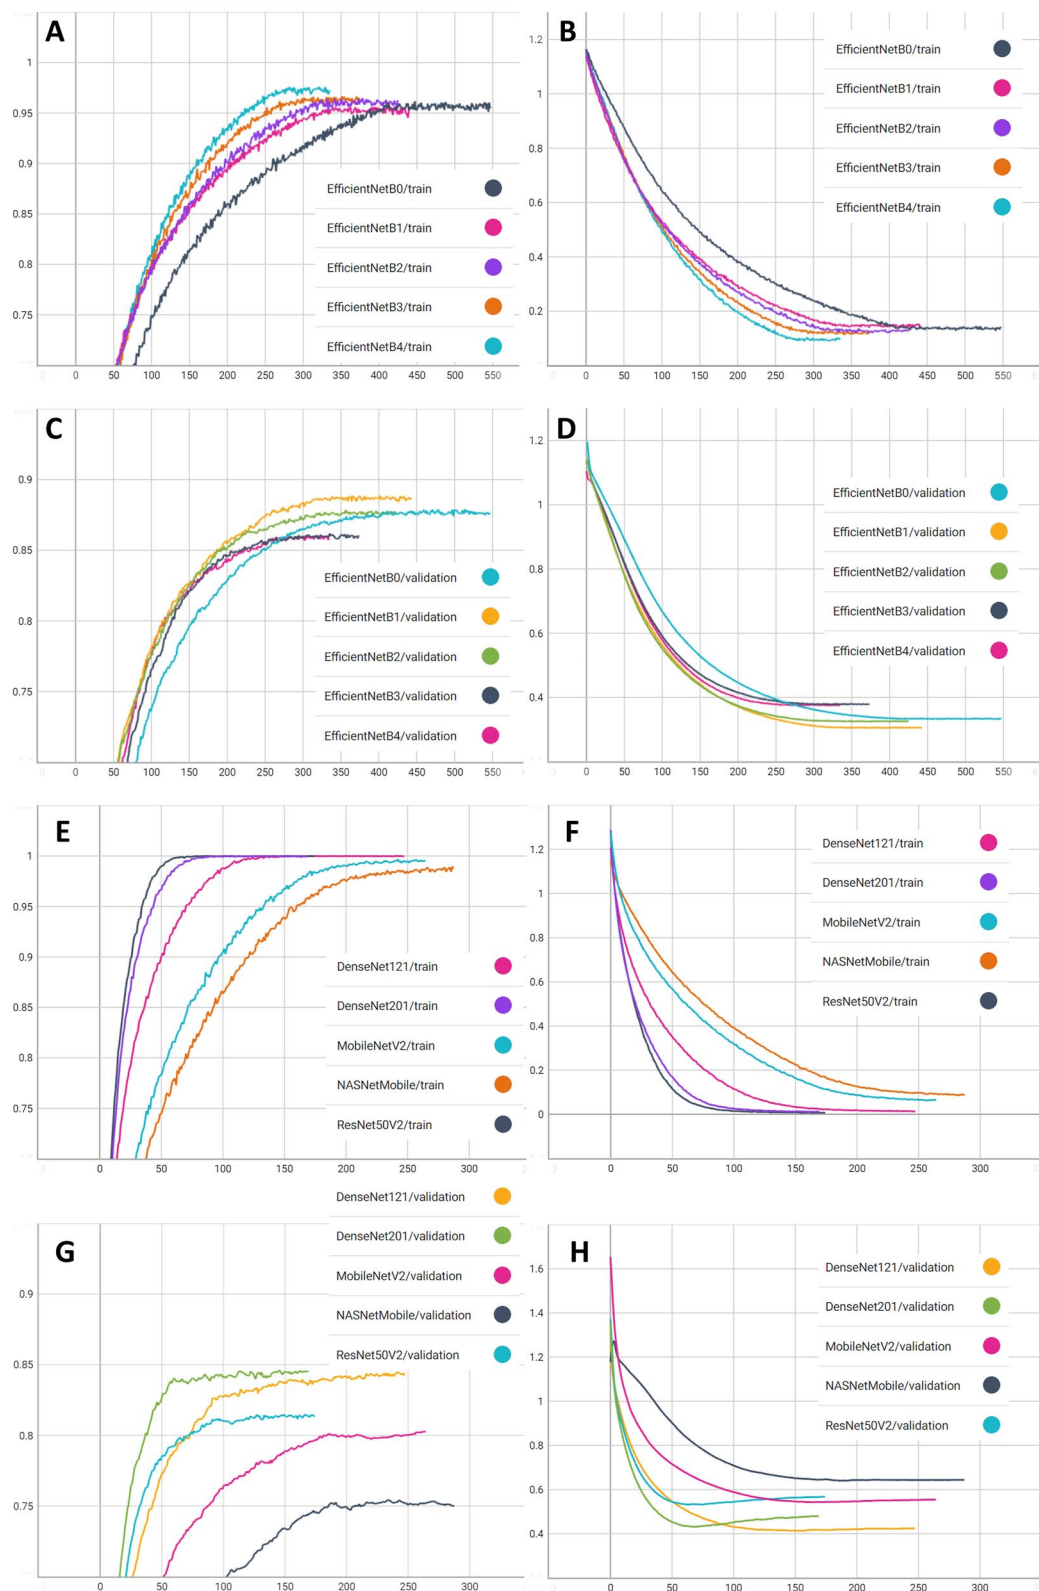 A
1
0.95
0.9
0.85
0.8
0.75
EfficientNetB0/train
EfficientNetB1/train
EfficientNetB2/train
EfficientNetB3/train
EfficientNetB4/train
0 50 100 150 200 250 300 350 400 450 500 550
B
1.2
1
0.8
0.6
0.4
0.2
EfficientNetB0/train
EfficientNetB1/train
EfficientNetB2/train
EfficientNetB3/train
EfficientNetB4/train
0 50 100 150 200 250 300 350 400 450 500 550
C
0.9
0.85
0.8
0.75
EfficientNetB0/validation
EfficientNetB1/validation
EfficientNetB2/validation
EfficientNetB3/validation
EfficientNetB4/validation
0 50 100 150 200 250 300 350 400 450 500 550
D
1.2
1
0.8
0.6
0.4
EfficientNetB0/validation
EfficientNetB1/validation
EfficientNetB2/validation
EfficientNetB3/validation
EfficientNetB4/validation
0 50 100 150 200 250 300 350 400 450 500 550
E
1
0.95
0.9
0.85
0.8
0.75
DenseNet121/train
DenseNet201/train
MobileNetV2/train
NASNetMobile/train
ResNet50V2/train
0 50 100 150 200 250 300
F
1.2
1
0.8
0.6
0.4
0.2
0
DenseNet121/train
DenseNet201/train
MobileNetV2/train
NASNetMobile/train
ResNet50V2/train
0 50 100 150 200 250 300
G
DenseNet121/validation
DenseNet201/validation
MobileNetV2/validation
NASNetMobile/validation
ResNet50V2/validation
0.9
0.85
0.8
0.75
0 50 100 150 200 250 300
H
1.6
1.4
1.2
1
0.8
0.6
0.4
DenseNet121/validation
DenseNet201/validation
MobileNetV2/validation
NASNetMobile/validation
ResNet50V2/validation
0 50 100 150 200 250 300